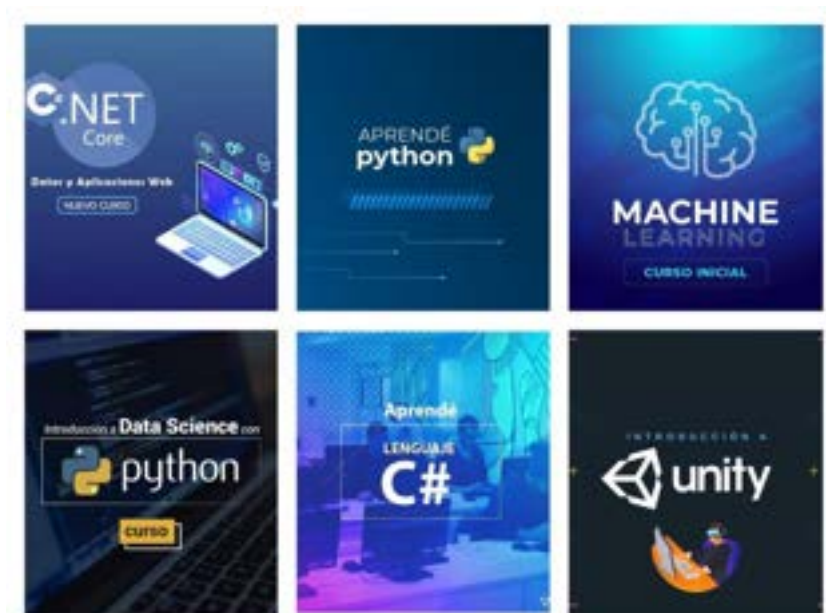 C#
.NET
Core
Datos y Aplicaciones Web
NUEVO CURSO
APRENDÉ
python
MACHINE
LEARNING
CURSO INICIAL
Introducción a Data Science con
python
CURSO
Aprendé
LENGUAJE
C#
INTRODUCCIÓN A
unity